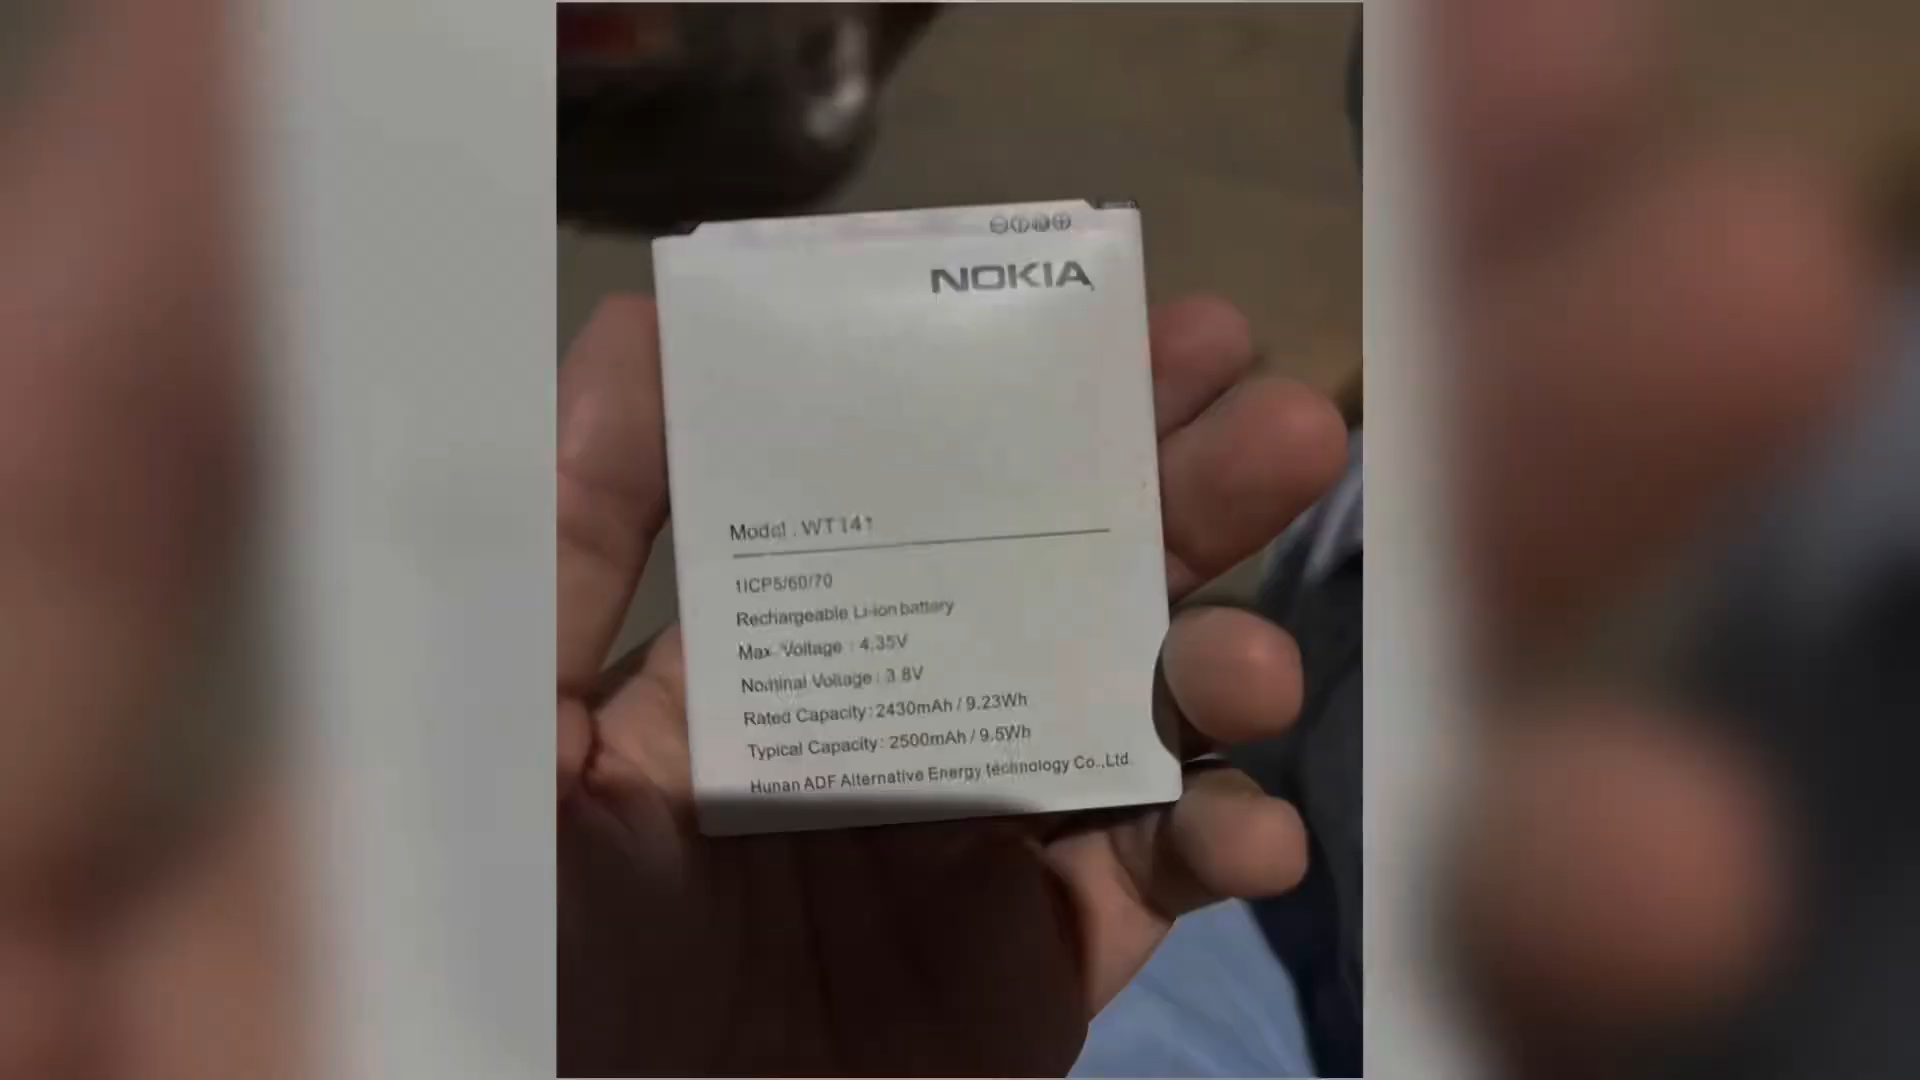 NOKIA
Model : WT141
1ICP5/60/70
Rechargeable Li-ion battery
Max. Voltage : 4.35V
Nominal Voltage : 3.8V
Rated Capacity: 2430mAh / 9.23Wh
Typical Capacity: 2500mAh / 9.5Wh
Hunan ADF Alternative Energy technology Co.,Ltd.